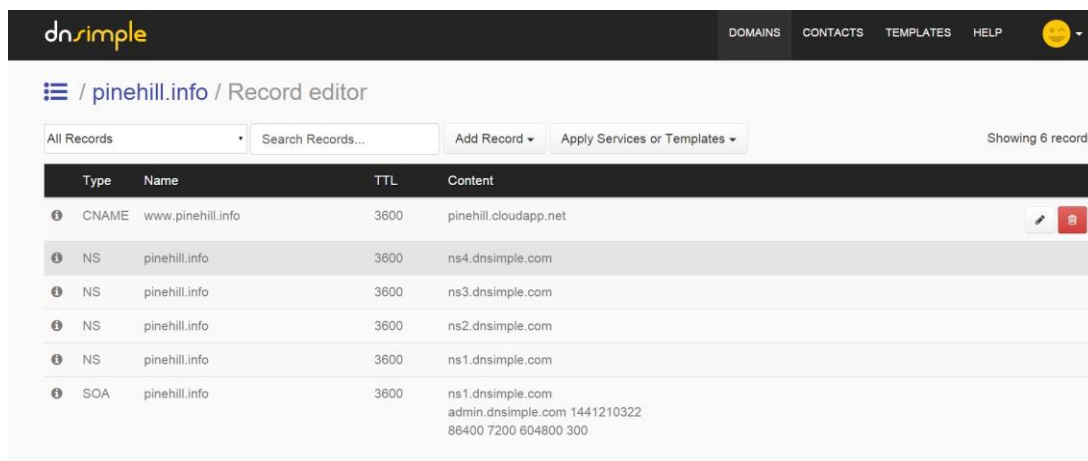 dnsimple DOMAINS CONTACTS TEMPLATES HELP
/ pinehill.info / Record editor
All Records Search Records... Add Record Apply Services or Templates Showing 6 record
Type Name TTL Content
CNAME www.pinehill.info 3600 pinehill.cloudapp.net
NS pinehill.info 3600 ns4.dnsimple.com
NS pinehill.info 3600 ns3.dnsimple.com
NS pinehill.info 3600 ns2.dnsimple.com
NS pinehill.info 3600 ns1.dnsimple.com
SOA pinehill.info 3600 ns1.dnsimple.com
admin.dnsimple.com 1441210322
86400 7200 604800 300